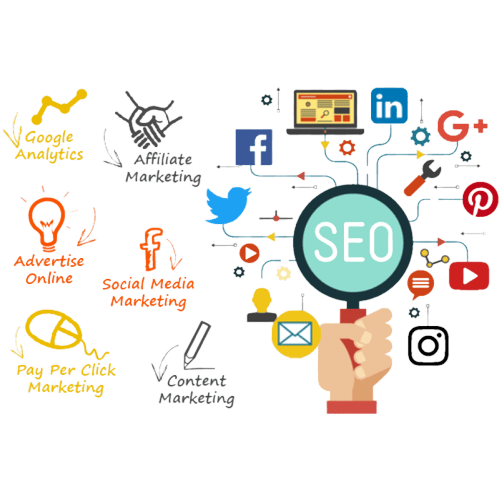 Google
Analytics
Affiliate
Marketing
Advertise
Online
Social Media
Marketing
Pay Per Click
Marketing
Content
Marketing
in
f
G+
SEO